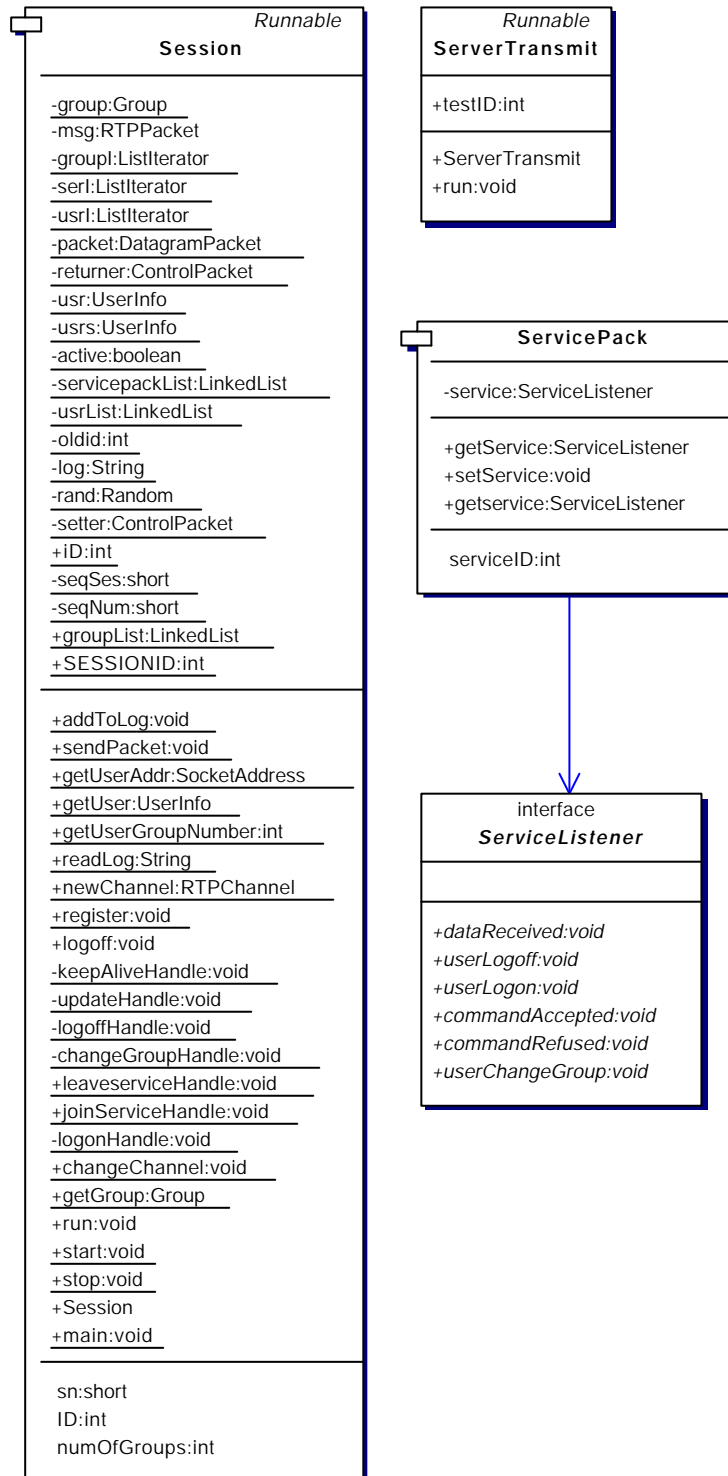 Runnable
Session
-group:Group
-msg:RTPPacket
-groupI:ListIterator
-serI:ListIterator
-usrI:ListIterator
-packet:DatagramPacket
-returner:ControlPacket
-usr:UserInfo
-usrs:UserInfo
-active:boolean
-servicepackList:LinkedList
-usrList:LinkedList
-oldid:int
-log:String
-rand:Random
-setter:ControlPacket
+iD:int
-seqSes:short
-seqNum:short
+groupList:LinkedList
+SESSIONID:int
+addToLog:void
+sendPacket:void
+getUserAddr:SocketAddress
+getUser:UserInfo
+getUserGroupNumber:int
+readLog:String
+newChannel:RTPChannel
+register:void
+logoff:void
-keepAliveHandle:void
-updateHandle:void
-logoffHandle:void
-changeGroupHandle:void
+leaveserviceHandle:void
+joinServiceHandle:void
-logonHandle:void
+changeChannel:void
+getGroup:Group
+run:void
+start:void
+stop:void
+Session
+main:void
sn:short
ID:int
numOfGroups:int
Runnable
ServerTransmit
+testID:int
+ServerTransmit
+run:void
ServicePack
-service:ServiceListener
+getService:ServiceListener
+setService:void
+getservice:ServiceListener
serviceID:int
interface
ServiceListener
+dataReceived:void
+userLogoff:void
+userLogon:void
+commandAccepted:void
+commandRefused:void
+userChangeGroup:void